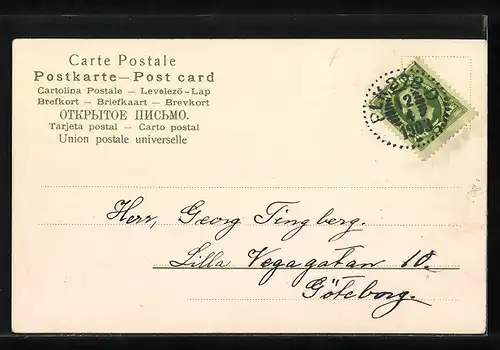 Carte Postale
Postkarte — Post card
Cartolina Postale — Levelező-Lap
Brefkort — Briefkaart — Brevkort
ОТКРЫТОЕ ПИСЬМО.
Tarjeta postal — Carto postal
Union postale universelle
Herr, Georg Tingberg.
Lilla Vegagatan 10.
Göteborg.